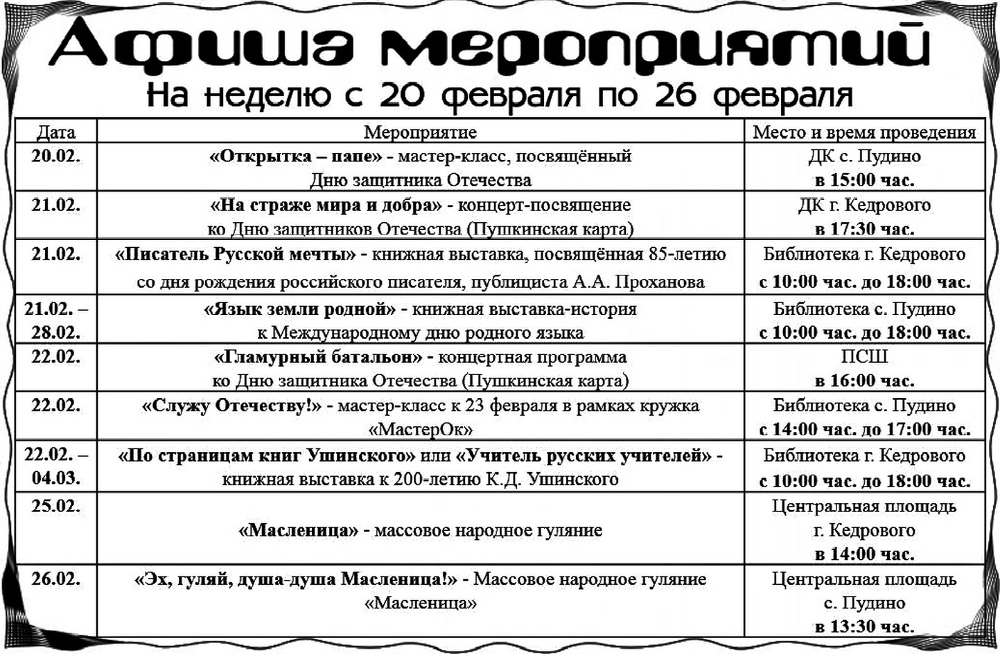 Афиша мероприятий
На неделю с 20 февраля по 26 февраля
Дата Мероприятие Место и время проведения
20.02. «Открытка – папе» - мастер-класс, посвящённый ДК с. Пудино
Дню защитника Отечества в 15:00 час.
21.02. «На страже мира и добра» - концерт-посвящение ДК г. Кедрового
ко Дню защитников Отечества (Пушкинская карта) в 17:30 час.
21.02. «Писатель Русской мечты» - книжная выставка, посвящённая 85-летию Библиотека г. Кедрового
со дня рождения российского писателя, публициста А.А. Проханова с 10:00 час. до 18:00 час.
21.02. – «Язык земли родной» - книжная выставка-история Библиотека с. Пудино
28.02. к Международному дню родного языка с 10:00 час. до 18:00 час.
22.02. «Гламурный батальон» - концертная программа ПСШ
ко Дню защитника Отечества (Пушкинская карта) в 16:00 час.
22.02. «Служу Отечеству!» - мастер-класс к 23 февраля в рамках кружка Библиотека с. Пудино
«МастерОк» с 14:00 час. до 17:00 час.
22.02. – «По страницам книг Ушинского» или «Учитель русских учителей» - Библиотека г. Кедрового
04.03. книжная выставка к 200-летию К.Д. Ушинского с 10:00 час. до 18:00 час.
25.02. Центральная площадь
«Масленица» - массовое народное гуляние г. Кедрового
в 14:00 час.
26.02. «Эх, гуляй, душа-душа Масленица!» - Массовое народное гуляние Центральная площадь
«Масленица» с. Пудино
в 13:30 час.